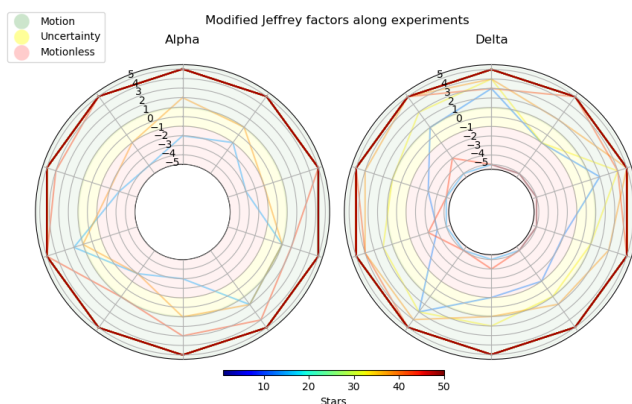 Modified Jeffrey factors along experiments
Motion
Uncertainty
Motionless
Alpha
5
4
3
2
1
0
−1
−2
−3
−4
−5
Delta
5
4
3
2
1
0
−1
−2
−3
−4
−5
10 20 30 40 50
Stars